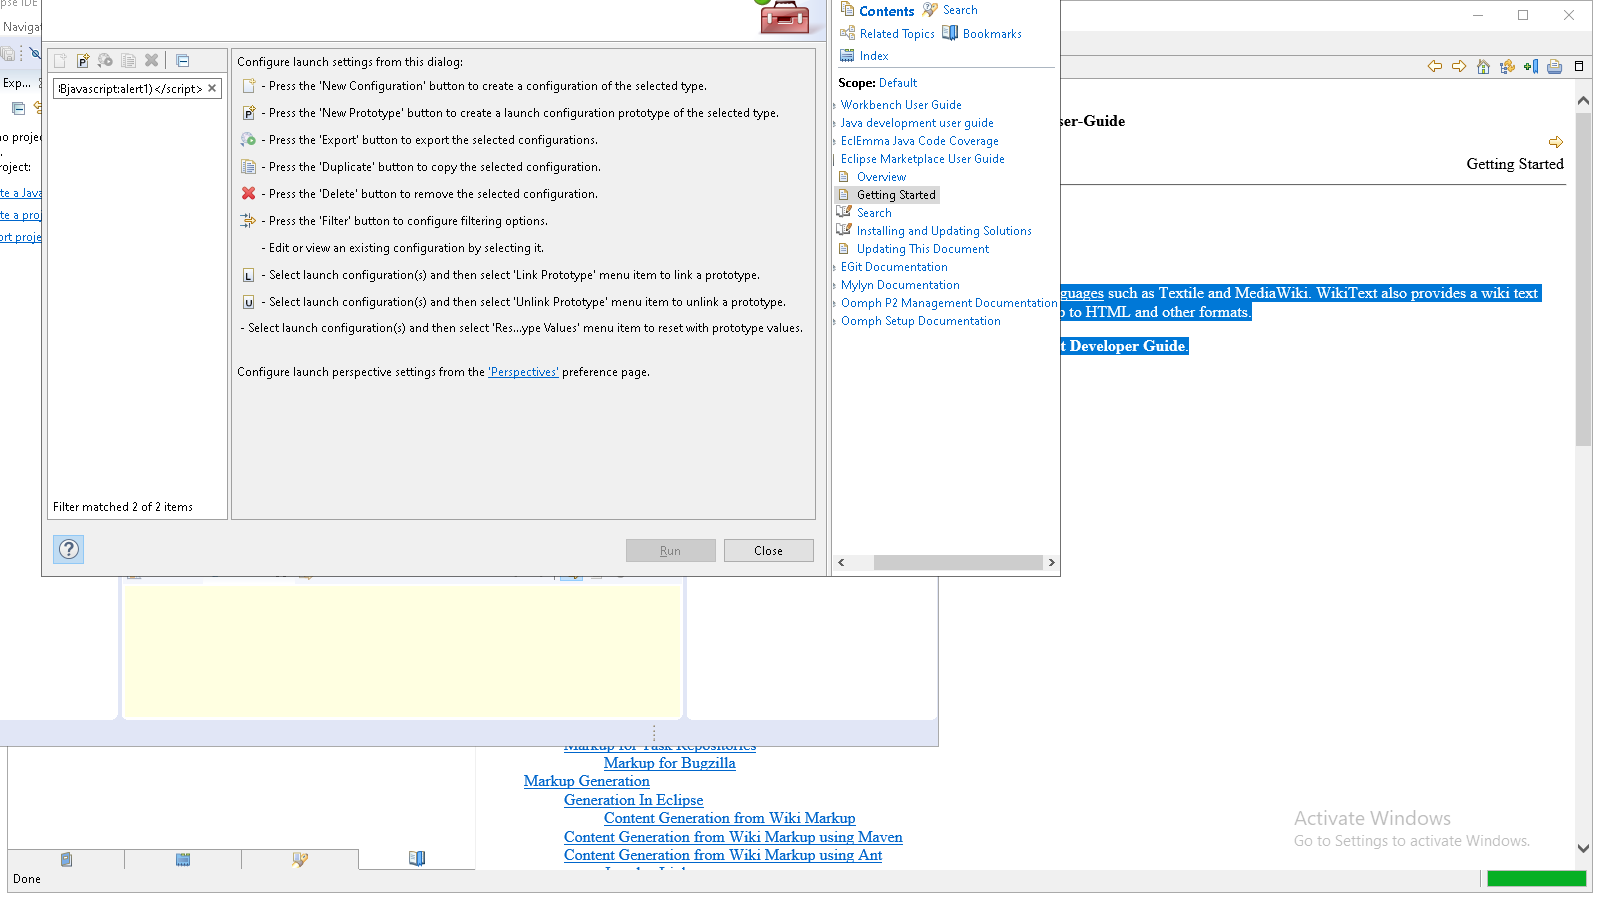 pse IDE
Naviga
Exp...
no projec
roject:
te a Java
te a proj
ort proje
3javascript:alert1)</script>
Filter matched 2 of 2 items
Configure launch settings from this dialog:
- Press the 'New Configuration' button to create a configuration of the selected type.
- Press the 'New Prototype' button to create a launch configuration prototype of the selected type.
- Press the 'Export' button to export the selected configurations.
- Press the 'Duplicate' button to copy the selected configuration.
- Press the 'Delete' button to remove the selected configuration.
- Press the 'Filter' button to configure filtering options.
- Edit or view an existing configuration by selecting it.
L - Select launch configuration(s) and then select 'Link Prototype' menu item to link a prototype.
U - Select launch configuration(s) and then select 'Unlink Prototype' menu item to unlink a prototype.
- Select launch configuration(s) and then select 'Res...ype Values' menu item to reset with prototype values.
Configure launch perspective settings from the 'Perspectives' preference page.
Run
Close
Contents
Search
Related Topics
Bookmarks
Index
Scope: Default
Workbench User Guide
Java development user guide
EclEmma Java Code Coverage
Eclipse Marketplace User Guide
Overview
Getting Started
Search
Installing and Updating Solutions
Updating This Document
EGit Documentation
Mylyn Documentation
Oomph P2 Management Documentation
Oomph Setup Documentation
ser-Guide
Getting Started
guages such as Textile and MediaWiki. WikiText also provides a wiki text
p to HTML and other formats.
t Developer Guide.
Markup for Task Repositories
Markup for Bugzilla
Markup Generation
Generation In Eclipse
Content Generation from Wiki Markup
Content Generation from Wiki Markup using Maven
Content Generation from Wiki Markup using Ant
Activate Windows
Go to Settings to activate Windows.
Done